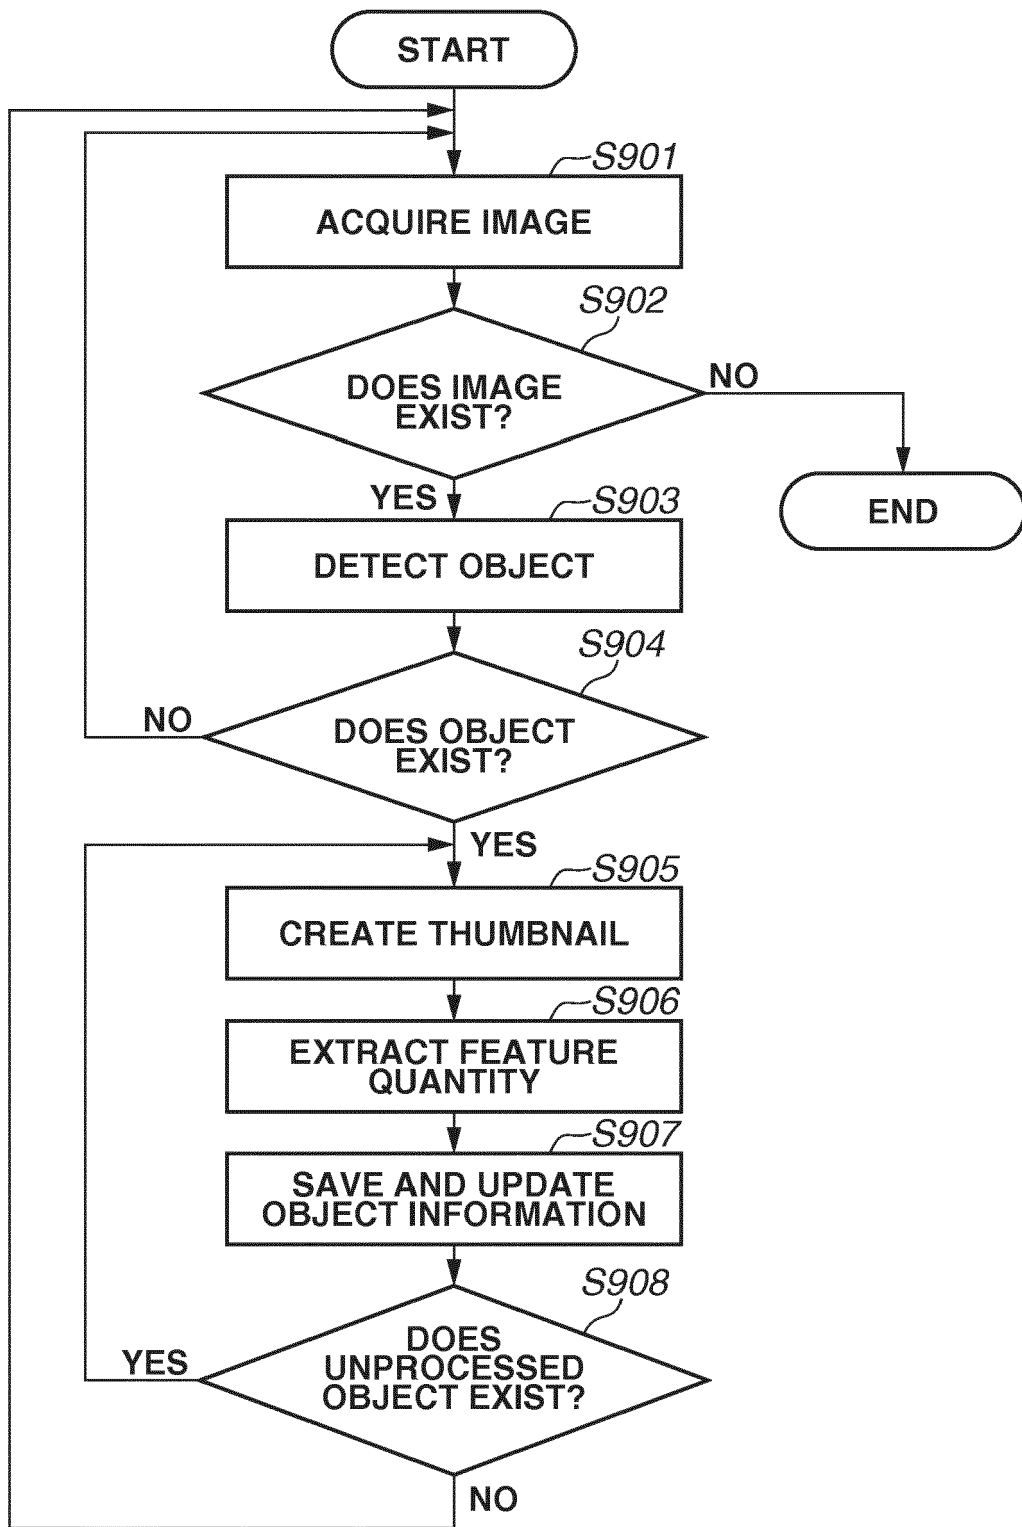 START
S901
ACQUIRE IMAGE
S902
DOES IMAGE
EXIST?
NO
YES
S903
END
DETECT OBJECT
S904
NO
DOES OBJECT
EXIST?
YES
S905
CREATE THUMBNAIL
S906
EXTRACT FEATURE
QUANTITY
S907
SAVE AND UPDATE
OBJECT INFORMATION
S908
YES
DOES
UNPROCESSED
OBJECT EXIST?
NO